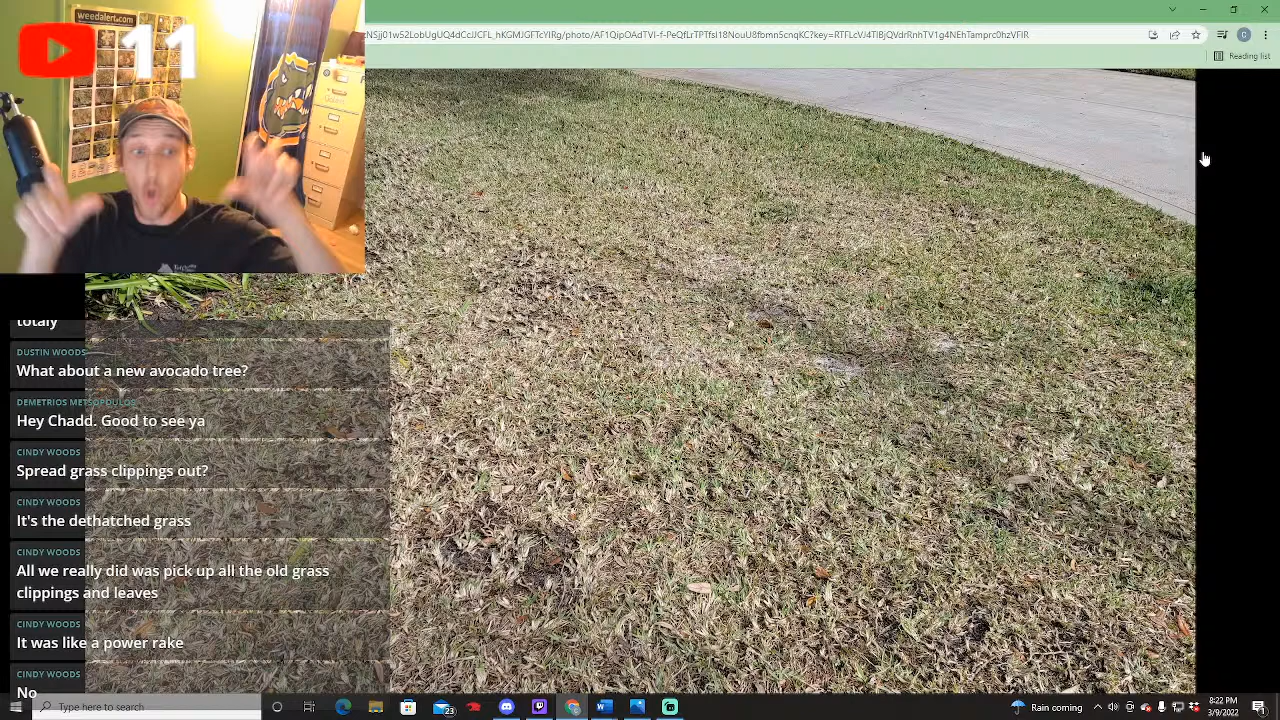 weedalert.com
11
Reading list
totaly
DUSTIN WOODS
What about a new avocado tree?
DEMETRIOS METSOPOULOS
Hey Chadd. Good to see ya
CINDY WOODS
Spread grass clippings out?
CINDY WOODS
It's the dethatched grass
CINDY WOODS
All we really did was pick up all the old grass
clippings and leaves
CINDY WOODS
It was like a power rake
CINDY WOODS
No
Type here to search
23
Rain coming
8:22 PM
3/9/2022